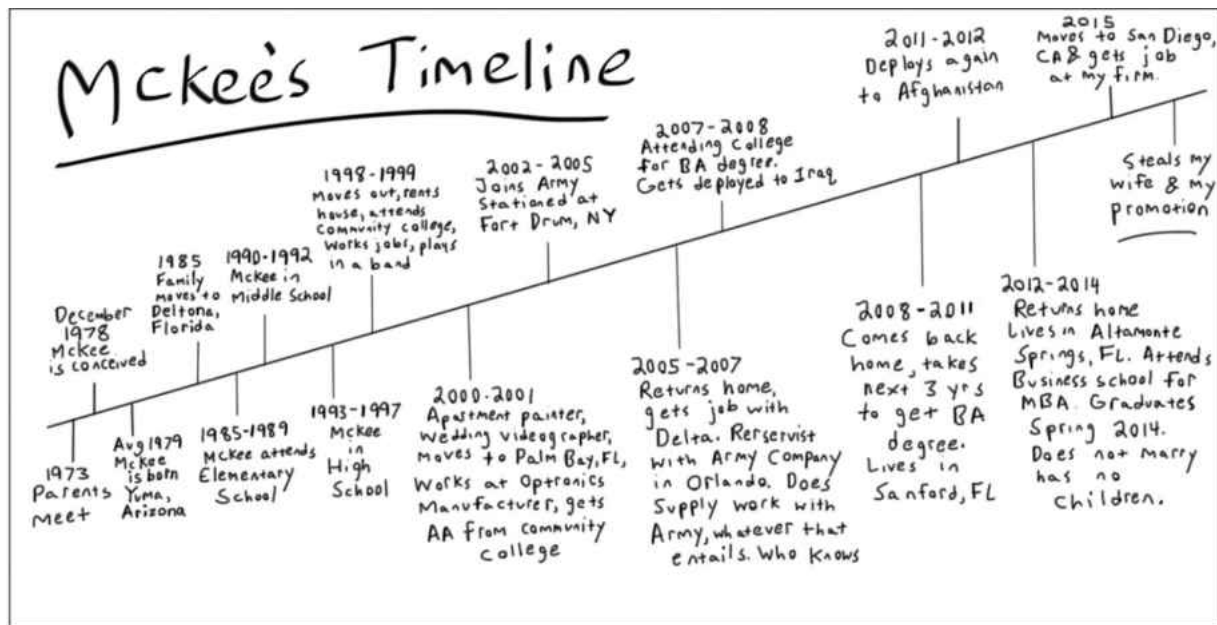 McKee's Timeline
1973
Parents
Meet
December
1978
McKee
is conceived
Aug 1979
McKee
is born
Yuma,
Arizona
1985
Family
moves to
Deltona,
Florida
1985-1989
McKee attends
Elementary
School
1990-1992
McKee in
Middle School
1993-1997
McKee
in
High
School
1998-1999
Moves out, rents
house, attends
Community college,
Works jobs, plays
in a band
2000-2001
Apastment painter,
Wedding videographer,
Moves to Palm Bay, FL,
Works at Optronics
Manufacturer, gets
AA from community
College
2002-2005
Joins Army
Stationed at
Fort Drum, NY
2005-2007
Returns home,
gets job with
Delta. Rerservist
with Army Company
in Orlando. Does
Supply work with
Army, whatever that
entails. Who knows
2007-2008
Attending College
for BA degree.
Gets deployed to Iraq
2008-2011
Comes back
home, takes
next 3 yrs
to get BA
degree.
Lives in
Sanford, FL
2011-2012
Deploys again
to Afghanistan
2012-2014
Returns home
Lives in Altamonte
Springs, FL. Attends
Business school for
MBA. Graduates
Spring 2014.
Does not marry
has no
Children.
2015
Moves to San Diego,
CA & gets job
at my firm.
Steals my
wife & my
promotion